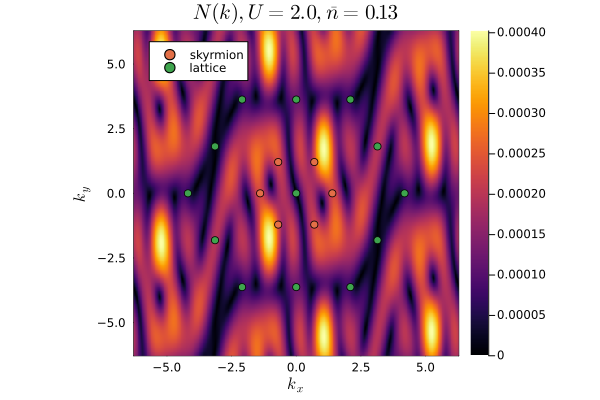 N(k), U = 2.0, n̄ = 0.13
skyrmion
lattice
5.0
2.5
0.0
−2.5
−5.0
k_y
−5.0 −2.5 0.0 2.5 5.0
k_x
0.00040
0.00035
0.00030
0.00025
0.00020
0.00015
0.00010
0.00005
0